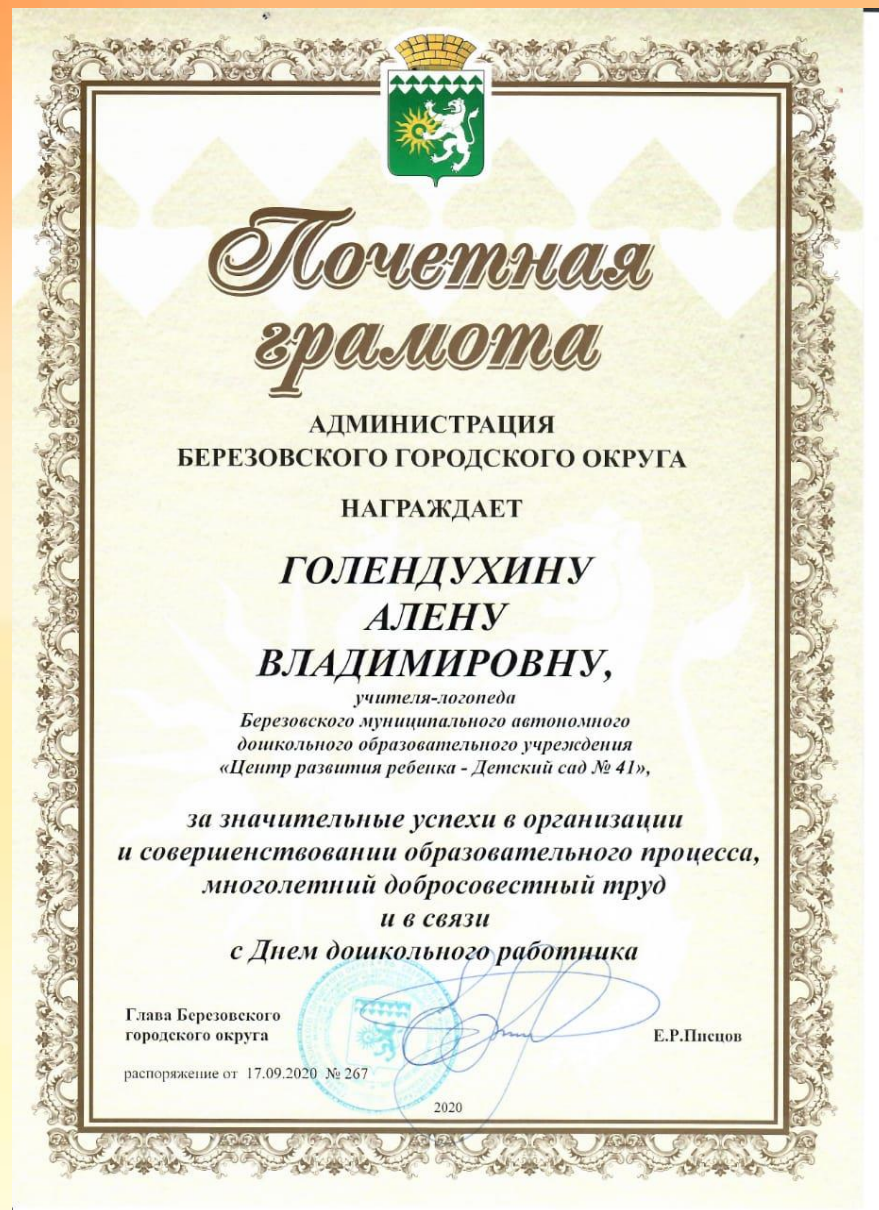 Почетная
грамота
АДМИНИСТРАЦИЯ
БЕРЕЗОВСКОГО ГОРОДСКОГО ОКРУГА
НАГРАЖДАЕТ
ГОЛЕНДУХИНУ
АЛЕНУ
ВЛАДИМИРОВНУ,
учителя-логопеда
Березовского муниципального автономного
дошкольного образовательного учреждения
«Центр развития ребенка - Детский сад № 41»,
за значительные успехи в организации
и совершенствовании образовательного процесса,
многолетний добросовестный труд
и в связи
с Днем дошкольного работника
Глава Березовского
городского округа
Е.Р.Писцов
распоряжение от 17.09.2020 № 267
2020